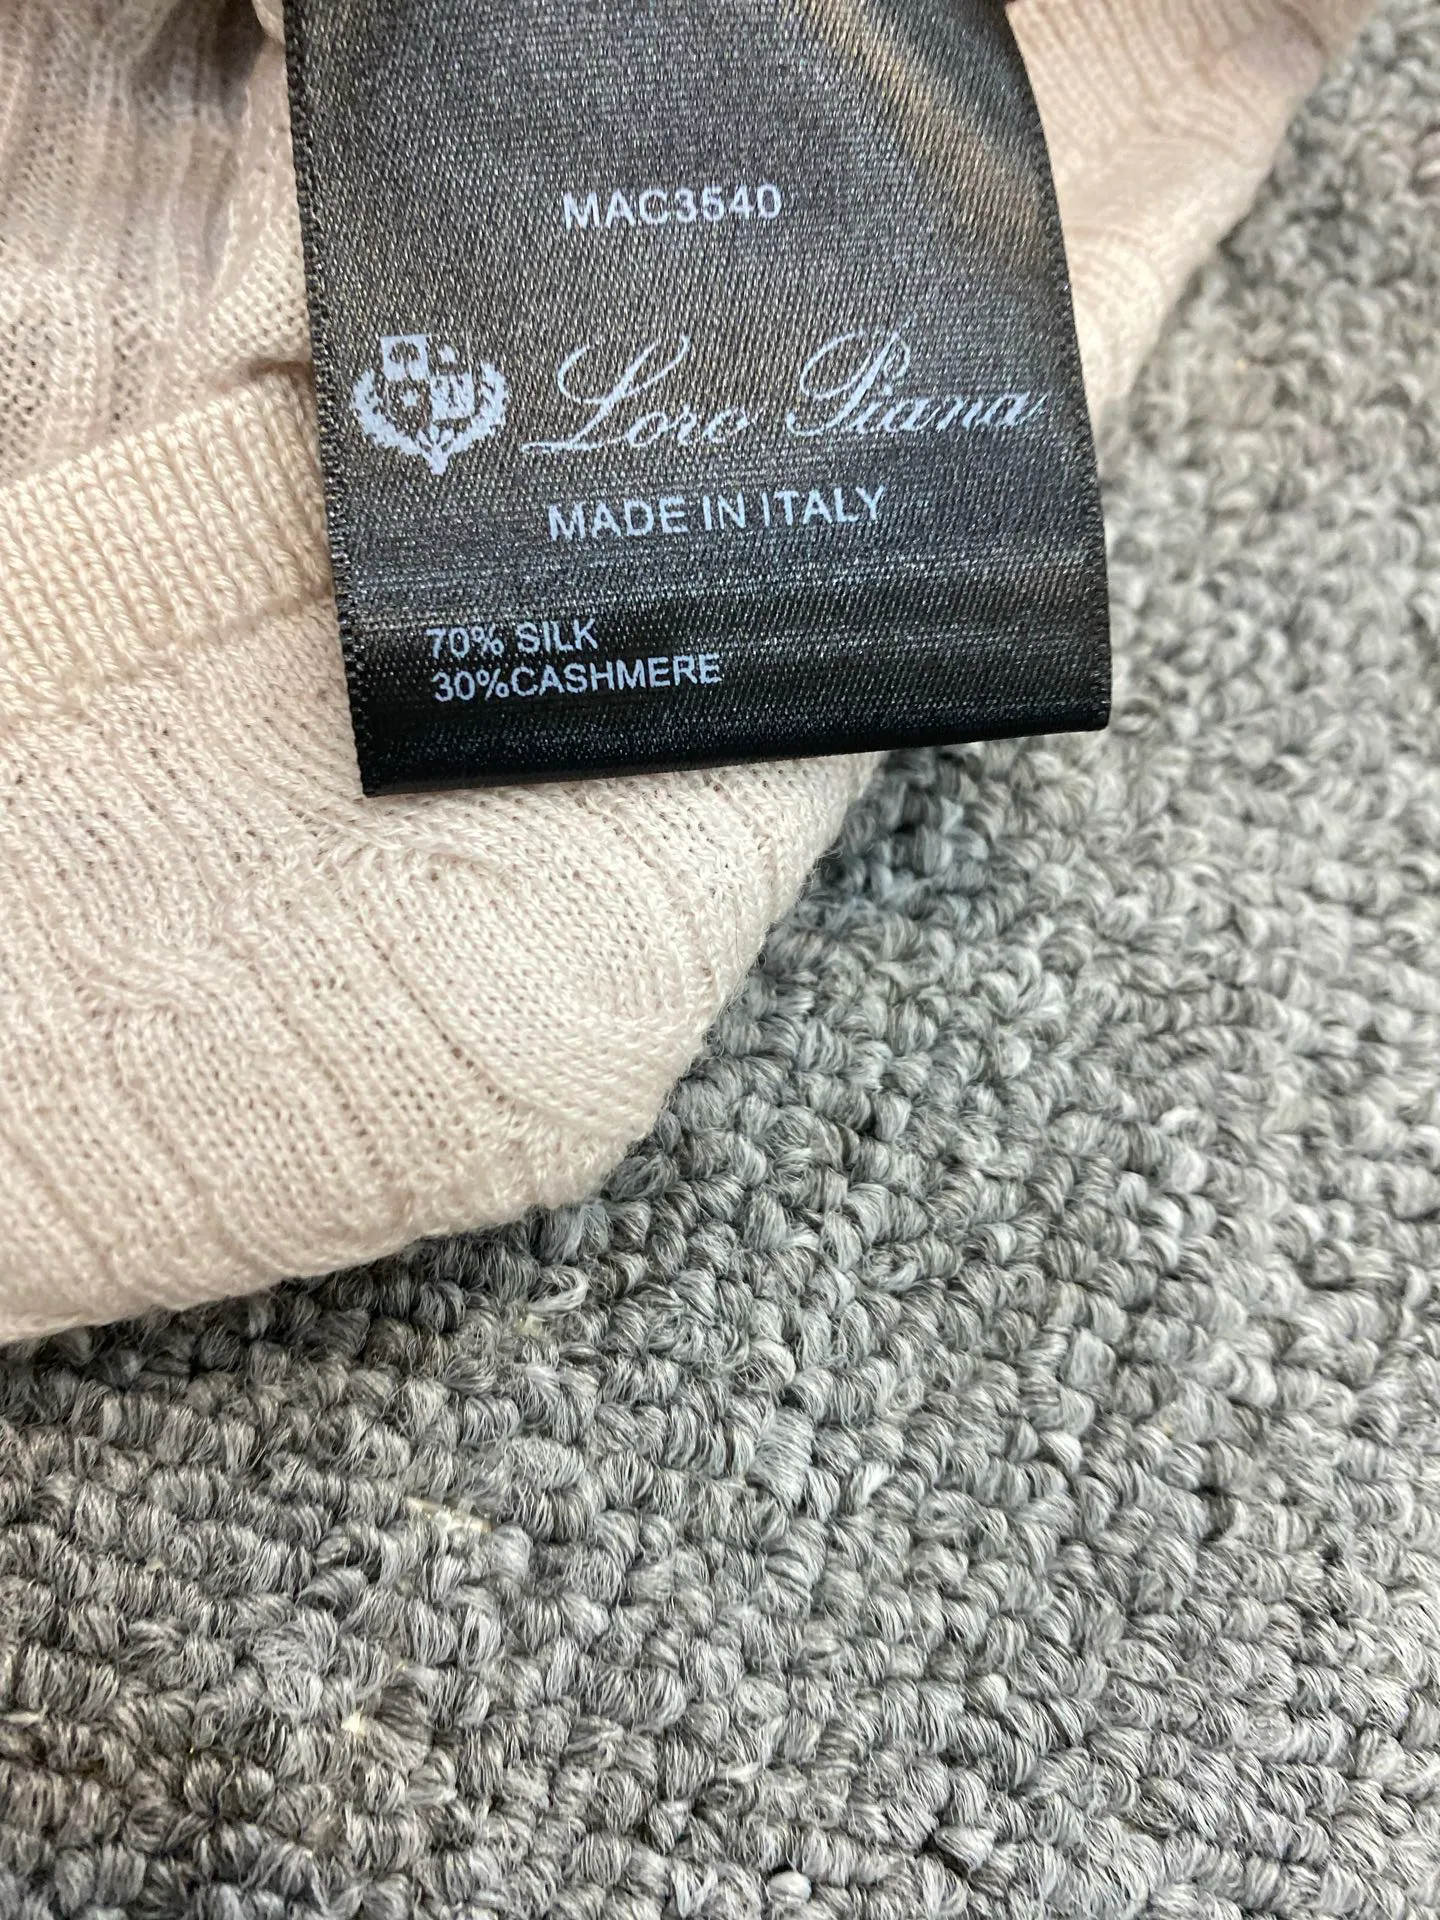 MAC3540
Loro Piana
MADE IN ITALY
70% SILK
30%CASHMERE